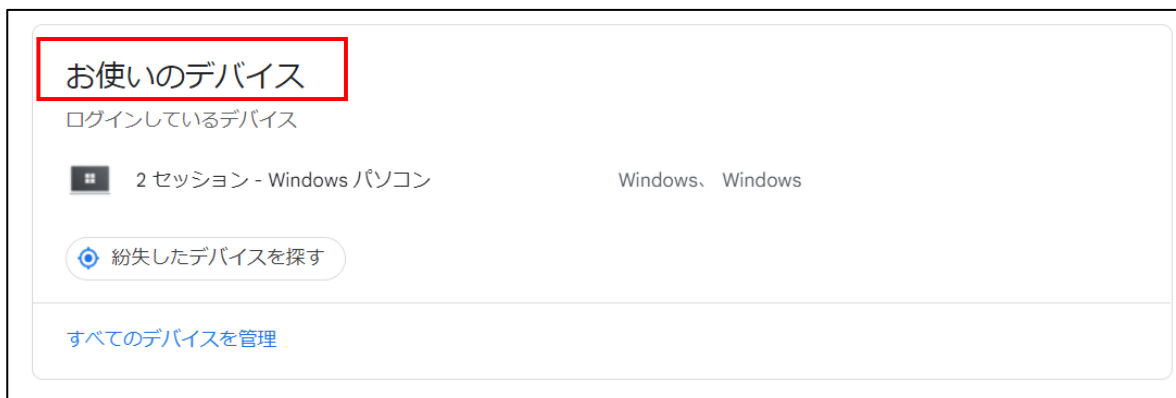 お使いのデバイス
ログインしているデバイス
2 セッション - Windows パソコン Windows、 Windows
紛失したデバイスを探す
すべてのデバイスを管理